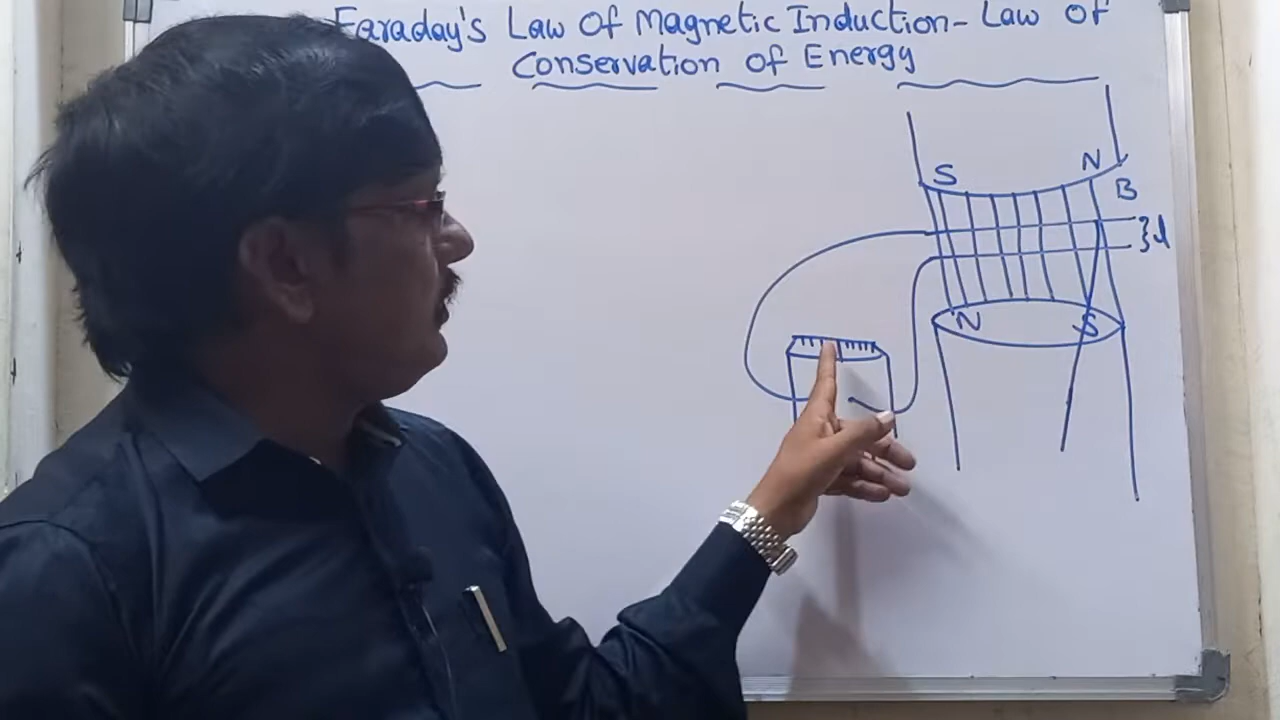 Faraday's Law Of Magnetic Induction - Law Of
Conservation of Energy
S N
B
l
N S